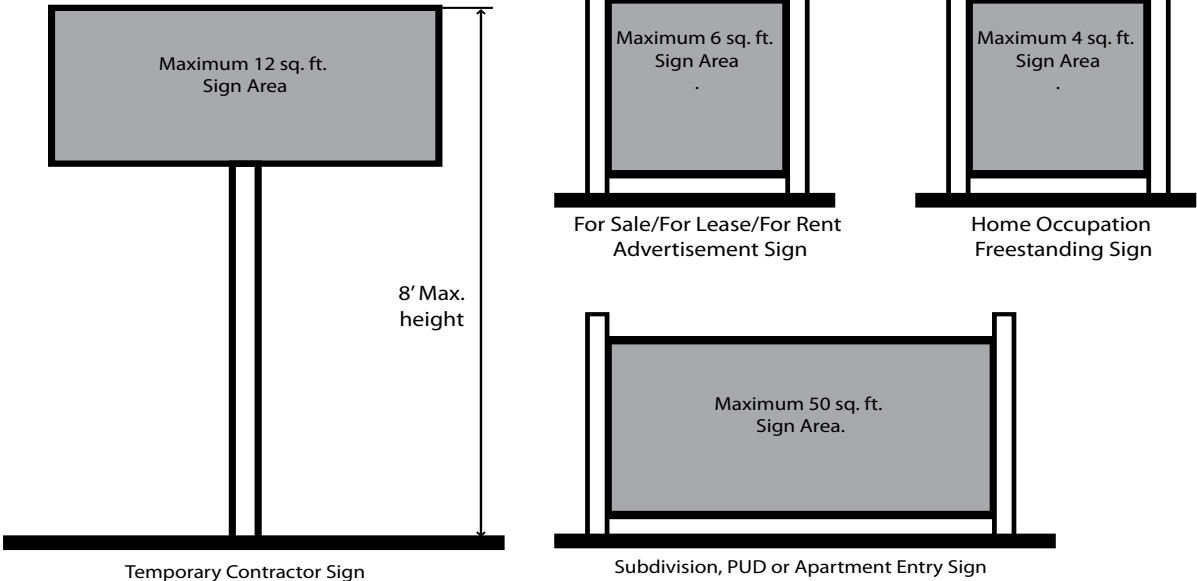 Maximum 12 sq. ft.
Sign Area
8’ Max.
height
Temporary Contractor Sign
Maximum 6 sq. ft.
Sign Area
.
For Sale/For Lease/For Rent
Advertisement Sign
Maximum 4 sq. ft.
Sign Area
.
Home Occupation
Freestanding Sign
Maximum 50 sq. ft.
Sign Area.
Subdivision, PUD or Apartment Entry Sign